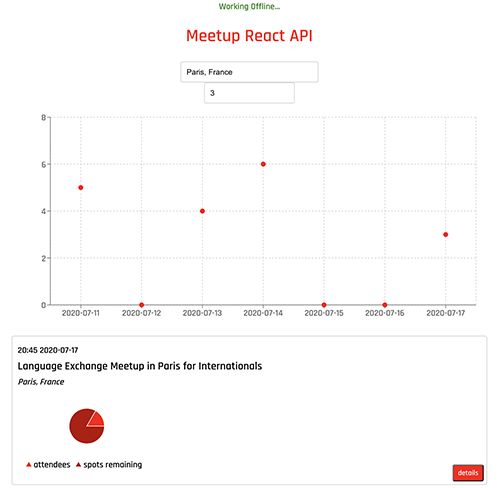 Working Offline...
Meetup React API
Paris, France
3
8
6
4
2
0
2020-07-11 2020-07-12 2020-07-13 2020-07-14 2020-07-15 2020-07-16 2020-07-17
20:45 2020-07-17
Language Exchange Meetup in Paris for Internationals
Paris, France
attendees spots remaining
details